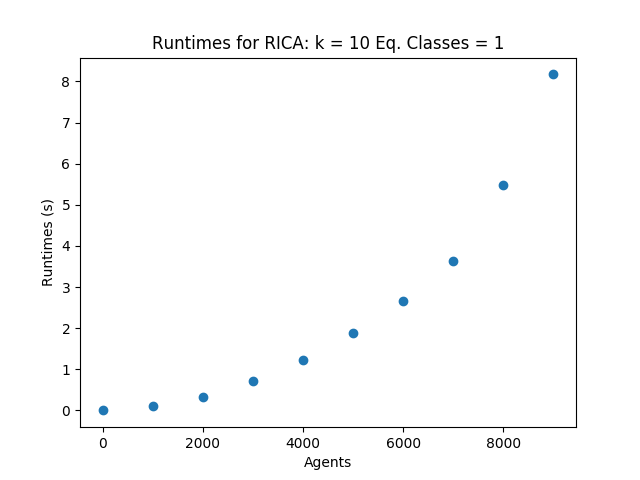 Runtimes for RICA: k = 10 Eq. Classes = 1
8
7
6
5
4
3
2
1
0
Runtimes (s)
0 2000 4000 6000 8000
Agents